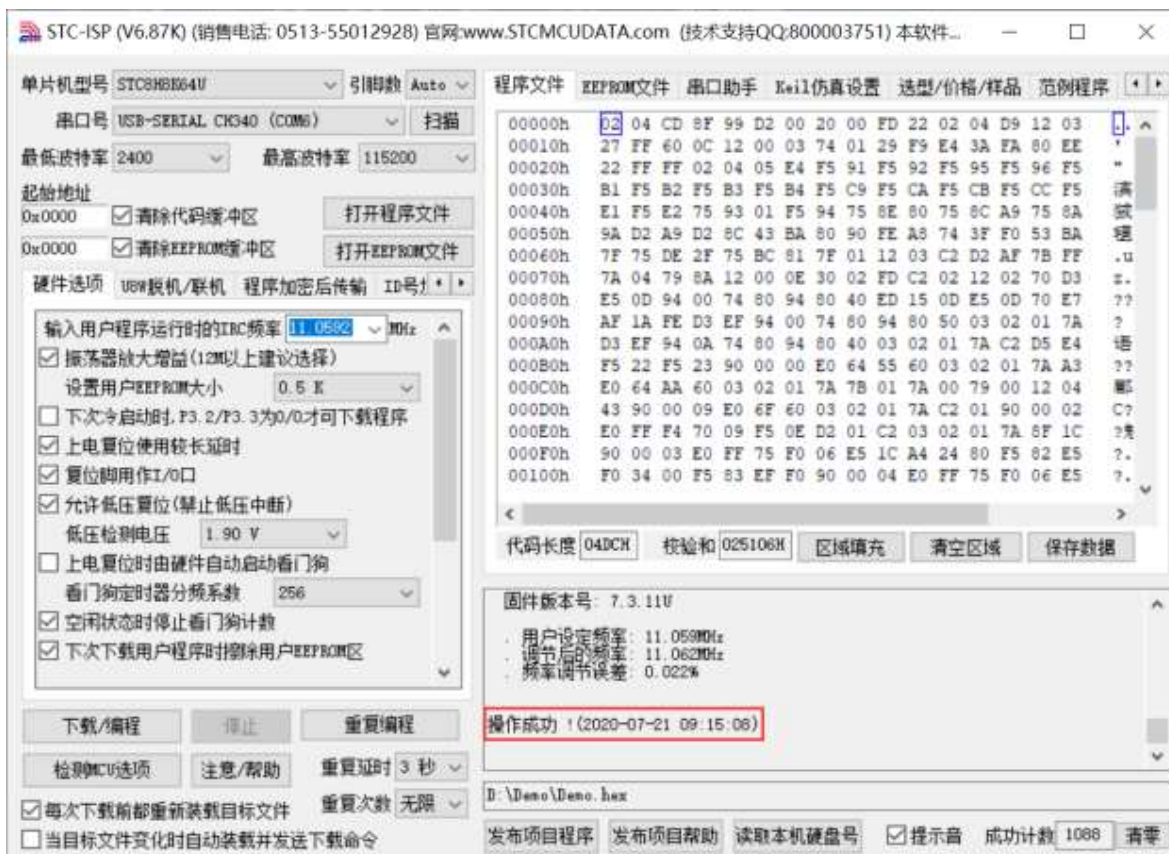 STC-ISP (V6.87K) (销售电话: 0513-55012928) 官网:www.STCMCUDATA.com (技术支持QQ:800003751) 本软件...
单片机型号 STC8H8K64U 引脚数 Auto
串口号 USB-SERIAL CH340 (COM6) 扫描
最低波特率 2400 最高波特率 115200
起始地址
0x0000 清除代码缓冲区 打开程序文件
0x0000 清除EEPROM缓冲区 打开EEPROM文件
硬件选项 U8W脱机/联机 程序加密后传输 ID号
输入用户程序运行时的IRC频率 11.0592 MHz
振荡器放大增益(12M以上建议选择)
设置用户EEPROM大小 0.5 K
下次冷启动时,P3.2/P3.3为0/0才可下载程序
上电复位使用较长延时
复位脚用作I/O口
允许低压复位(禁止低压中断)
低压检测电压 1.90 V
上电复位时由硬件自动启动看门狗
看门狗定时器分频系数 256
空闲状态时停止看门狗计数
下次下载用户程序时擦除用户EEPROM区
下载/编程 停止 重复编程
检测MCU选项 注意/帮助 重复延时 3 秒
每次下载前都重新装载目标文件 重复次数 无限
当目标文件变化时自动装载并发送下载命令
程序文件 EEPROM文件 串口助手 Keil仿真设置 选型/价格/样品 范例程序
00000h 02 04 CD 8F 99 D2 00 20 00 FD 22 02 04 D9 12 03 ..
00010h 27 FF 60 0C 12 00 03 74 01 29 F9 E4 3A FA 80 EE '
00020h 22 FF FF 02 04 05 E4 F5 91 F5 92 F5 95 F5 96 F5 "
00030h B1 F5 B2 F5 B3 F5 B4 F5 C9 F5 CA F5 CB F5 CC F5
00040h E1 F5 E2 75 93 01 F5 94 75 8E 80 75 8C A9 75 8A
00050h 9A D2 A9 D2 8C 43 BA 80 90 FE A8 74 3F F0 53 BA
00060h 7F 75 DE 2F 75 BC 81 7F 01 12 03 C2 D2 AF 7B FF .u
00070h 7A 04 79 8A 12 00 0E 30 02 FD C2 02 12 02 70 D3 z.
00080h E5 0D 94 00 74 80 94 80 40 ED 15 0D E5 0D 70 E7 ??
00090h AF 1A FE D3 EF 94 00 74 80 94 80 50 03 02 01 7A ?
000A0h D3 EF 94 0A 74 80 94 80 40 03 02 01 7A C2 D5 E4 语
000B0h F5 22 F5 23 90 00 00 E0 64 55 60 03 02 01 7A A3 ??
000C0h E0 64 AA 60 03 02 01 7A 7B 01 7A 00 79 00 12 04
000D0h 43 90 00 09 E0 6F 60 03 02 01 7A C2 01 90 00 02 C?
000E0h E0 FF F4 70 09 F5 0E D2 01 C2 03 02 01 7A 8F 1C
000F0h 90 00 03 E0 FF 75 F0 06 E5 1C A4 24 80 F5 82 E5 ?.
00100h F0 34 00 F5 83 EF F0 90 00 04 E0 FF 75 F0 06 E5 ?.
代码长度 04DCH 校验和 025106H 区域填充 清空区域 保存数据
固件版本号: 7.3.11U
. 用户设定频率: 11.059MHz
. 调节后的频率: 11.062MHz
. 频率调节误差: 0.022%
操作成功 !(2020-07-21 09:15:08)
D:\Demo\Demo.hex
发布项目程序 发布项目帮助 读取本机硬盘号 提示音 成功计数 1088 清零